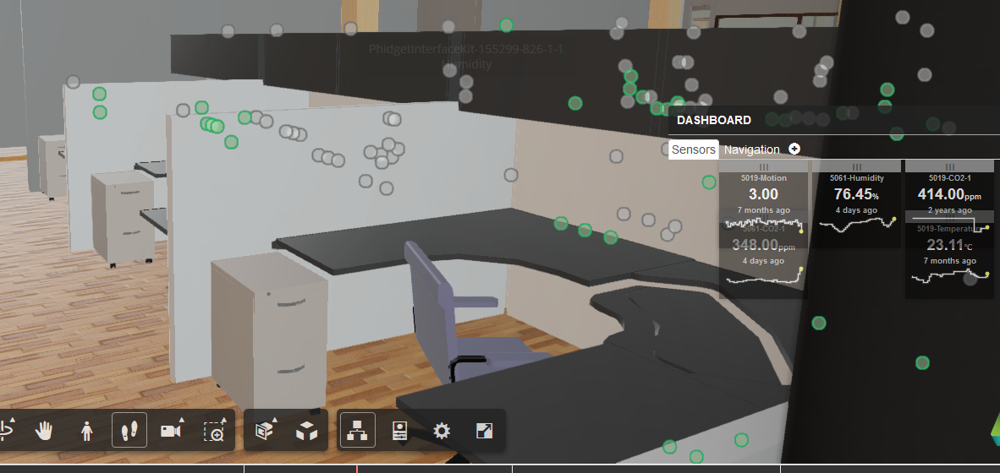 PhidgetInterfaceKit-155299-826-1-1
Humidity
DASHBOARD
Sensors Navigation
5019-Motion
3.00
7 months ago
5061-Humidity
76.45%
4 days ago
5019-CO2-1
414.00ppm
2 years ago
5061-CO2-1
348.00ppm
4 days ago
5019-Temperatu
23.11°C
7 months ago